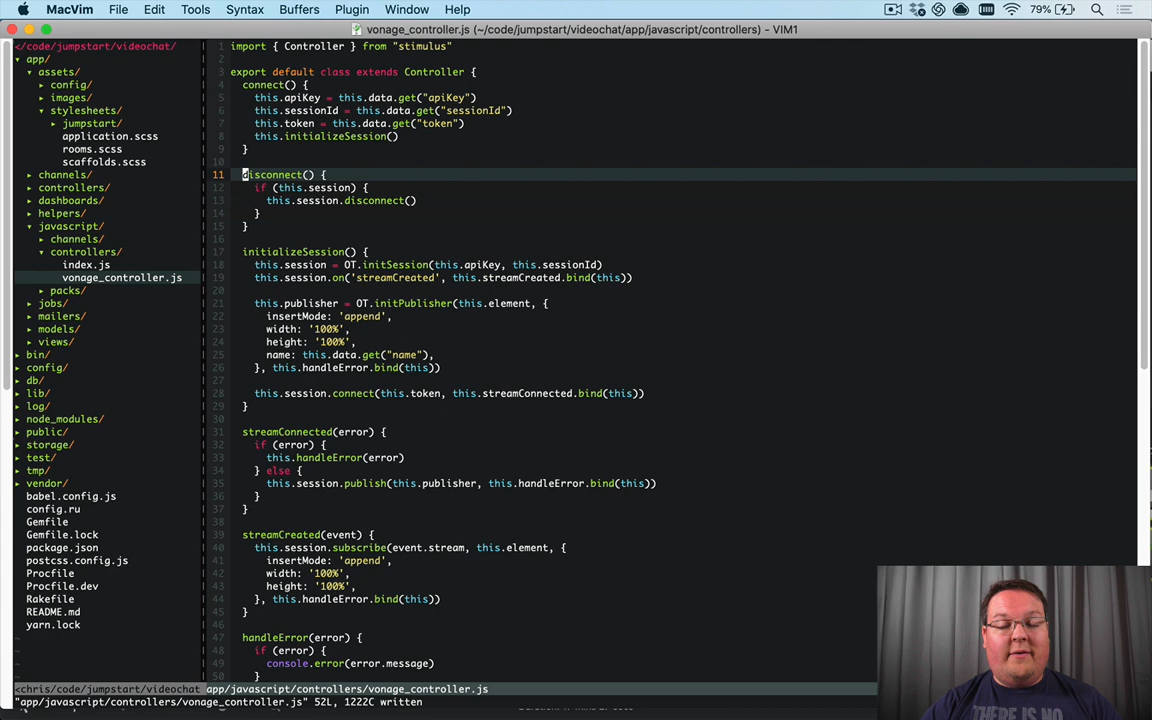 MacVim File Edit Tools Syntax Buffers Plugin Window Help 79%
vonage_controller.js (~/code/jumpstart/videochat/app/javascript/controllers) - VIM1
</code/jumpstart/videochat/
▾ app/
▾ assets/
▸ config/
▸ images/
▾ stylesheets/
▸ jumpstart/
application.scss
rooms.scss
scaffolds.scss
▸ channels/
▸ controllers/
▸ dashboards/
▸ helpers/
▾ javascript/
▸ channels/
▾ controllers/
index.js
vonage_controller.js
▸ packs/
▸ jobs/
▸ mailers/
▸ models/
▸ views/
▸ bin/
▸ config/
▸ db/
▸ lib/
▸ log/
▸ node_modules/
▸ public/
▸ storage/
▸ test/
▸ tmp/
▸ vendor/
babel.config.js
config.ru
Gemfile
Gemfile.lock
package.json
postcss.config.js
Procfile
Procfile.dev
Rakefile
README.md
yarn.lock
~
~
~
~
<chris/code/jumpstart/videochat
1 import { Controller } from "stimulus"
2
3 export default class extends Controller {
4 connect() {
5 this.apiKey = this.data.get("apiKey")
6 this.sessionId = this.data.get("sessionId")
7 this.token = this.data.get("token")
8 this.initializeSession()
9 }
10
11 disconnect() {
12 if (this.session) {
13 this.session.disconnect()
14 }
15 }
16
17 initializeSession() {
18 this.session = OT.initSession(this.apiKey, this.sessionId)
19 this.session.on('streamCreated', this.streamCreated.bind(this))
20
21 this.publisher = OT.initPublisher(this.element, {
22 insertMode: 'append',
23 width: '100%',
24 height: '100%',
25 name: this.data.get("name"),
26 }, this.handleError.bind(this))
27
28 this.session.connect(this.token, this.streamConnected.bind(this))
29 }
30
31 streamConnected(error) {
32 if (error) {
33 this.handleError(error)
34 } else {
35 this.session.publish(this.publisher, this.handleError.bind(this))
36 }
37 }
38
39 streamCreated(event) {
40 this.session.subscribe(event.stream, this.element, {
41 insertMode: 'append',
42 width: '100%',
43 height: '100%',
44 }, this.handleError.bind(this))
45 }
46
47 handleError(error) {
48 if (error) {
49 console.error(error.message)
50 }
app/javascript/controllers/vonage_controller.js
"app/javascript/controllers/vonage_controller.js" 52L, 1222C written
THERE IS NO